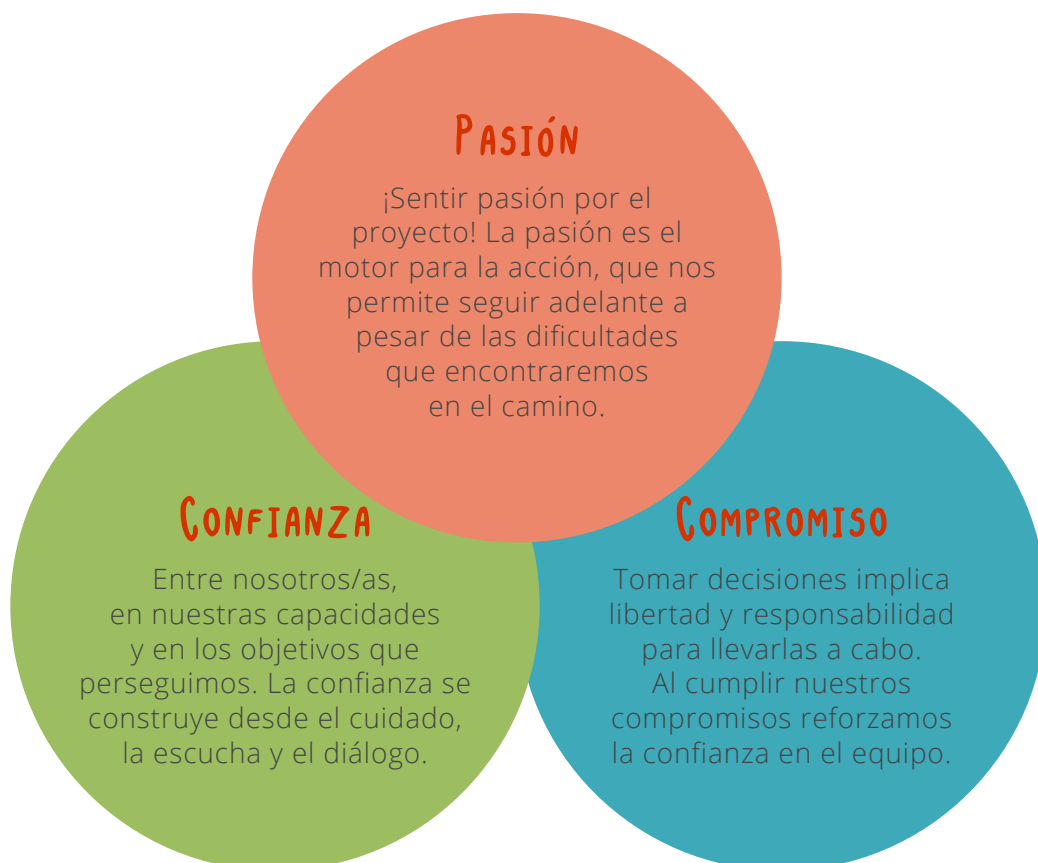 PASIÓN
¡Sentir pasión por el
proyecto! La pasión es el
motor para la acción, que nos
permite seguir adelante a
pesar de las dificultades
que encontraremos
en el camino.
CONFIANZA
Entre nosotros/as,
en nuestras capacidades
y en los objetivos que
perseguimos. La confianza se
construye desde el cuidado,
la escucha y el diálogo.
COMPROMISO
Tomar decisiones implica
libertad y responsabilidad
para llevarlas a cabo.
Al cumplir nuestros
compromisos reforzamos
la confianza en el equipo.